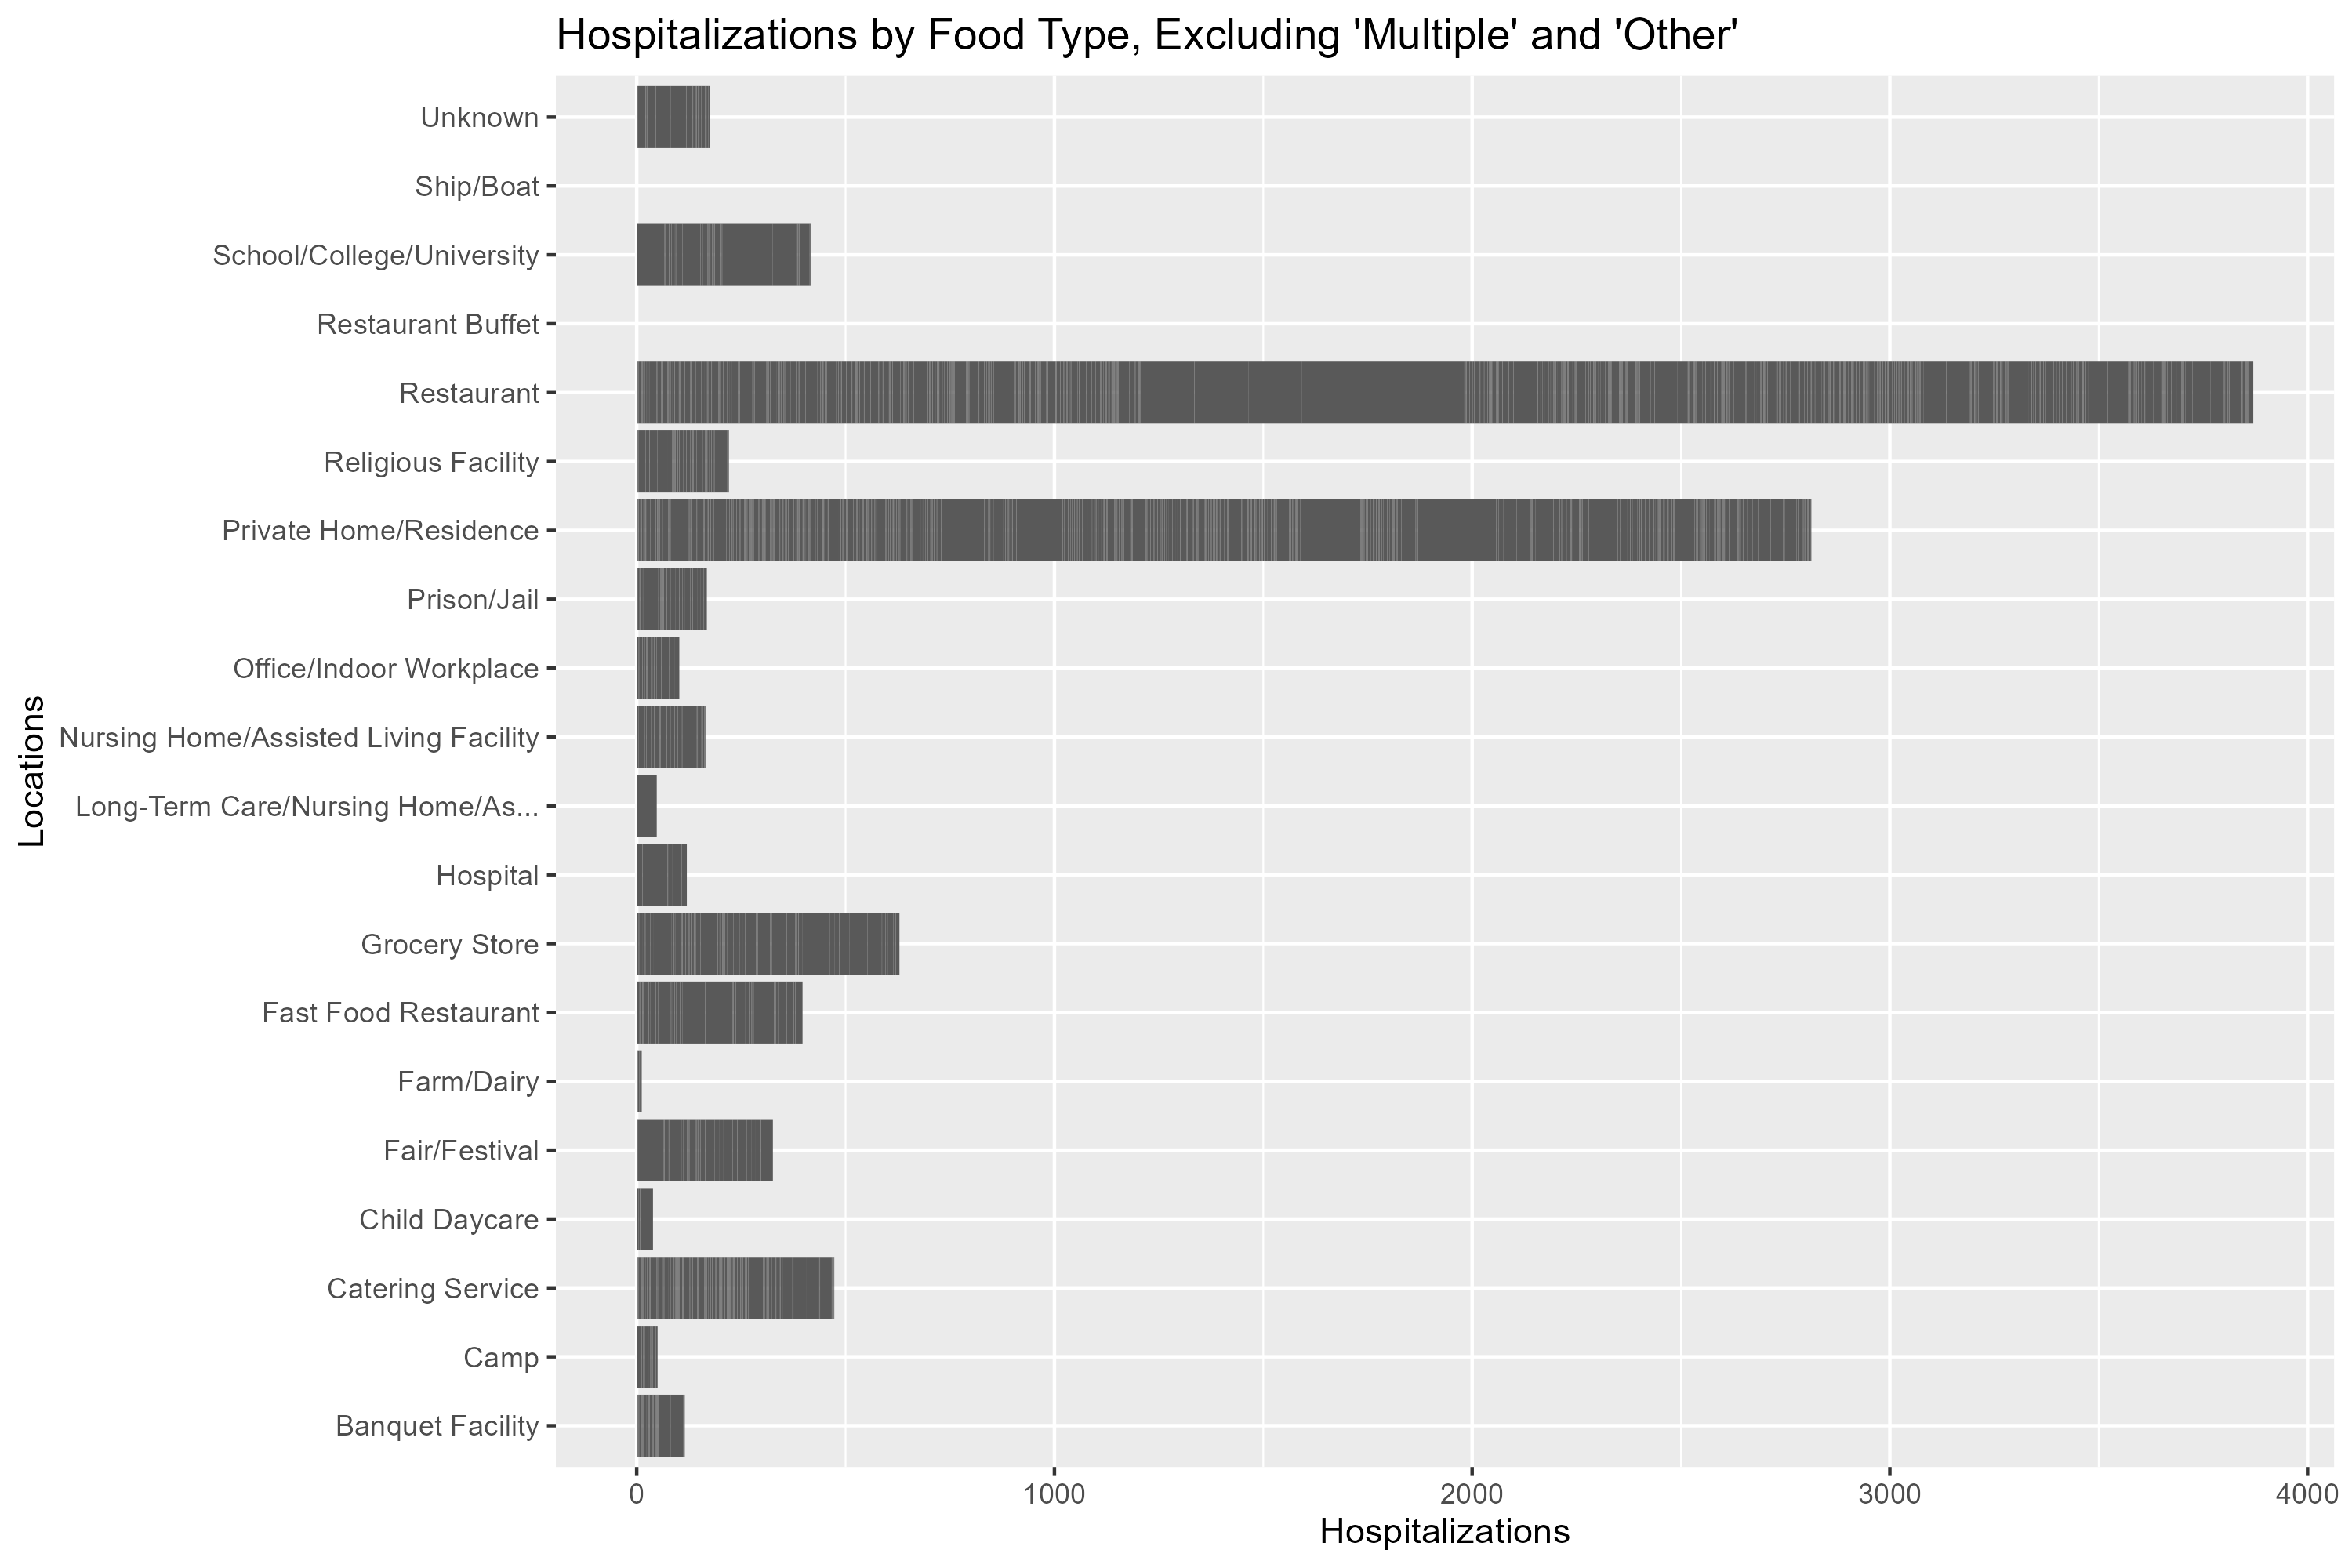 Hospitalizations by Food Type, Excluding 'Multiple' and 'Other'
Unknown
Ship/Boat
School/College/University
Restaurant Buffet
Restaurant
Religious Facility
Private Home/Residence
Prison/Jail
Office/Indoor Workplace
Nursing Home/Assisted Living Facility
Long-Term Care/Nursing Home/As...
Hospital
Grocery Store
Fast Food Restaurant
Farm/Dairy
Fair/Festival
Child Daycare
Catering Service
Camp
Banquet Facility
Locations
0 1000 2000 3000 4000
Hospitalizations